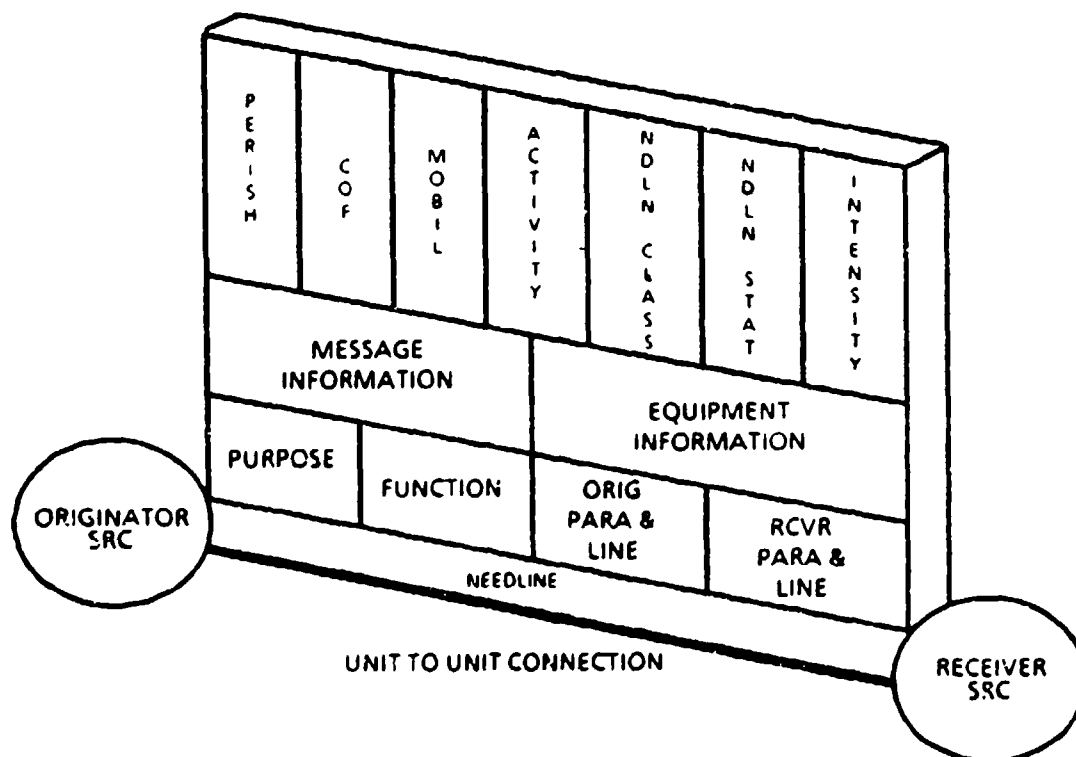 PERISH
COF
MOBIL
ACTIVITY
NDLN CLASS
NDLN STAT
INTENSITY
MESSAGE
INFORMATION
EQUIPMENT
INFORMATION
PURPOSE
FUNCTION
ORIG
PARA &
LINE
RCVR
PARA &
LINE
ORIGINATOR
SRC
NEEDLINE
UNIT TO UNIT CONNECTION
RECEIVER
SRC